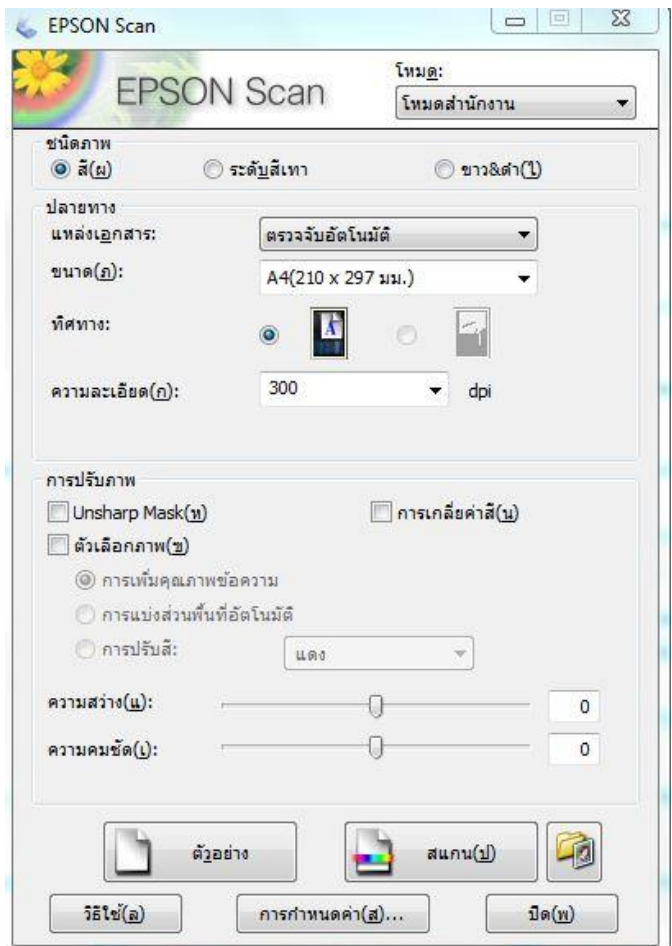 EPSON Scan
EPSON Scan
โหมด:
โหมดสำนักงาน
ชนิดภาพ
สี(ผ) ระดับสีเทา ขาว&ดำ(ไ)
ปลายทาง
แหล่งเอกสาร: ตรวจจับอัตโนมัติ
ขนาด(ภ): A4(210 x 297 มม.)
ทิศทาง: A
ความละเอียด(ก): 300 dpi
การปรับภาพ
Unsharp Mask(ท) การเกลี่ยค่าสี(น)
ตัวเลือกภาพ(ข)
การเพิ่มคุณภาพข้อความ
การแบ่งส่วนพื้นที่อัตโนมัติ
การปรับสี: แดง
ความสว่าง(แ): 0
ความคมชัด(เ): 0
ตัวอย่าง สแกน(ป)
วิธีใช้(ล) การกำหนดค่า(ส)... ปิด(พ)